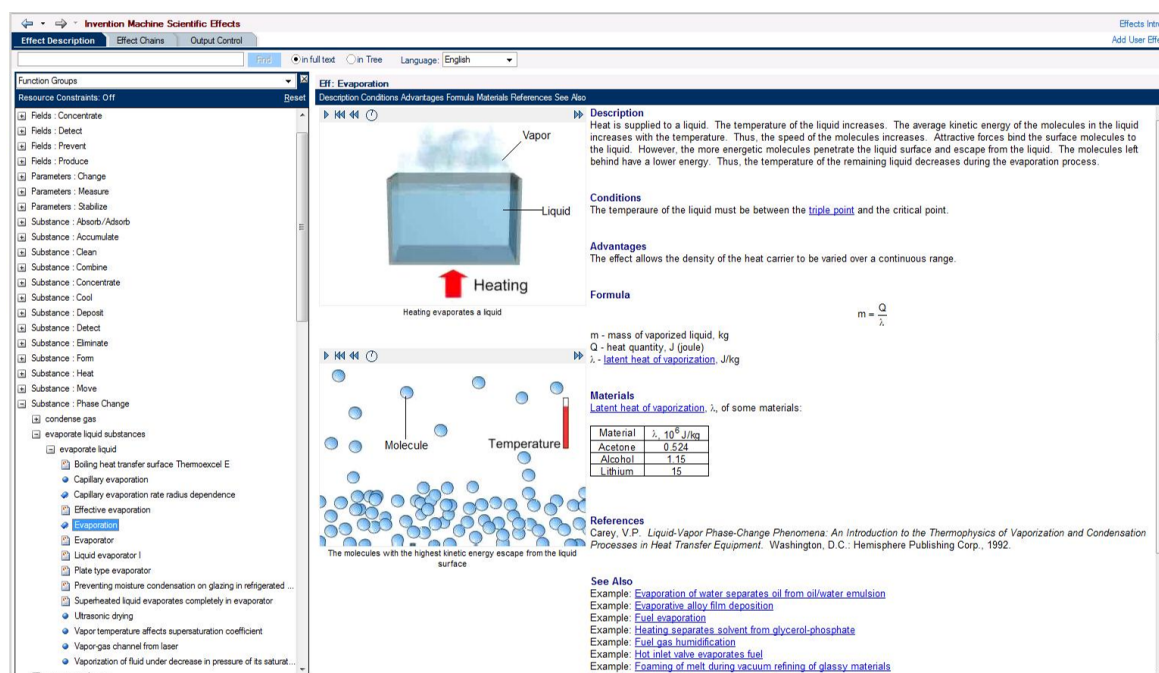 Invention Machine Scientific Effects
Effects Intr
Effect Description
Effect Chains
Output Control
Add User Eff
Find
in full text
in Tree
Language:
English
Function Groups
Resource Constraints: Off
Reset
Fields : Concentrate
Fields : Detect
Fields : Prevent
Fields : Produce
Parameters : Change
Parameters : Measure
Parameters : Stabilize
Substance : Absorb/Adsorb
Substance : Accumulate
Substance : Clean
Substance : Combine
Substance : Concentrate
Substance : Cool
Substance : Deposit
Substance : Detect
Substance : Eliminate
Substance : Form
Substance : Heat
Substance : Move
Substance : Phase Change
condense gas
evaporate liquid substances
evaporate liquid
Boiling heat transfer surface Thermoexcel E
Capillary evaporation
Capillary evaporation rate radius dependence
Effective evaporation
Evaporation
Evaporator
Liquid evaporator I
Plate type evaporator
Preventing moisture condensation on glazing in refrigerated ...
Superheated liquid evaporates completely in evaporator
Ultrasonic drying
Vapor temperature affects supersaturation coefficient
Vapor-gas channel from laser
Vaporization of fluid under decrease in pressure of its saturat...
Eff: Evaporation
Description Conditions Advantages Formula Materials References See Also
Vapor
Liquid
Heating
Heating evaporates a liquid
Molecule
Temperature
The molecules with the highest kinetic energy escape from the liquid
surface
Description
Heat is supplied to a liquid. The temperature of the liquid increases. The average kinetic energy of the molecules in the liquid
increases with the temperature. Thus, the speed of the molecules increases. Attractive forces bind the surface molecules to
the liquid. However, the more energetic molecules penetrate the liquid surface and escape from the liquid. The molecules left
behind have a lower energy. Thus, the temperature of the remaining liquid decreases during the evaporation process.
Conditions
The temperaure of the liquid must be between the triple point and the critical point.
Advantages
The effect allows the density of the heat carrier to be varied over a continuous range.
Formula
m = Q/λ
m - mass of vaporized liquid, kg
Q - heat quantity, J (joule)
λ - latent heat of vaporization, J/kg
Materials
Latent heat of vaporization, λ, of some materials:
Material λ, 10⁶ J/kg
Acetone 0.524
Alcohol 1.15
Lithium 15
References
Carey, V.P. Liquid-Vapor Phase-Change Phenomena: An Introduction to the Thermophysics of Vaporization and Condensation
Processes in Heat Transfer Equipment. Washington, D.C.: Hemisphere Publishing Corp., 1992.
See Also
Example: Evaporation of water separates oil from oil/water emulsion
Example: Evaporative alloy film deposition
Example: Fuel evaporation
Example: Heating separates solvent from glycerol-phosphate
Example: Fuel gas humidification
Example: Hot inlet valve evaporates fuel
Example: Foaming of melt during vacuum refining of glassy materials